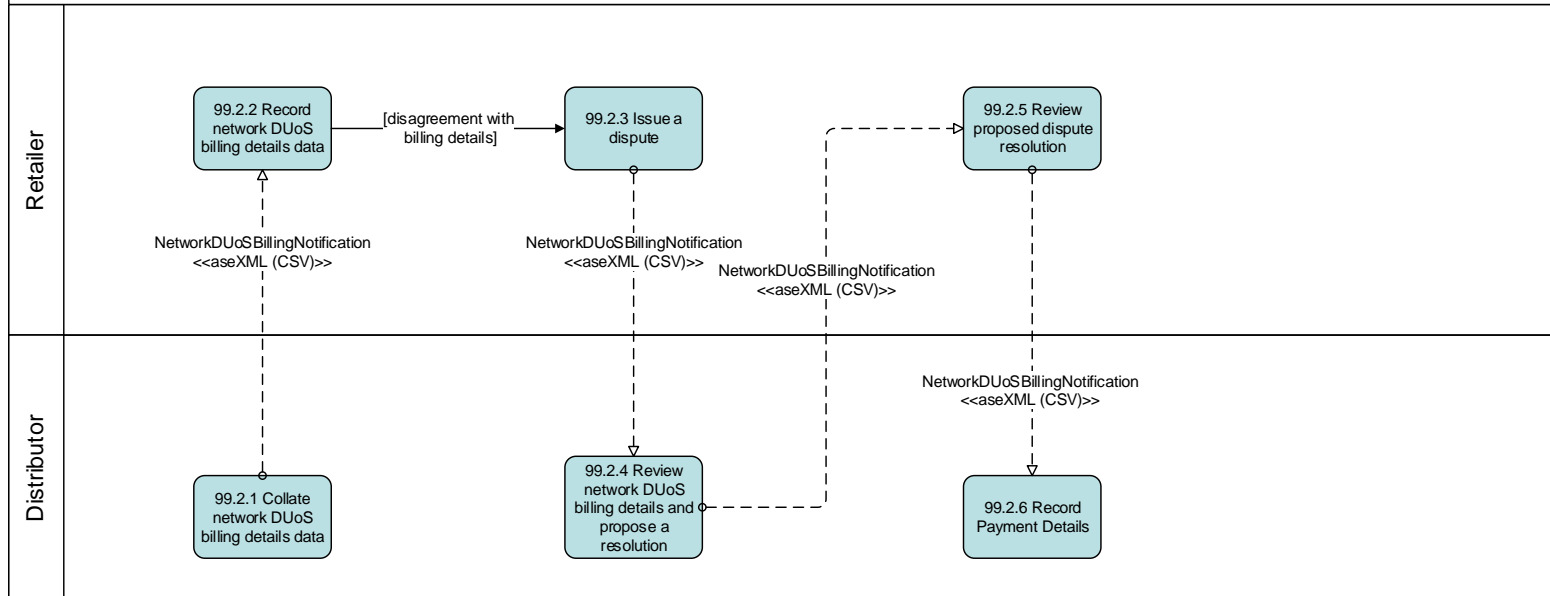 Retailer
99.2.2 Record
network DUoS
billing details data
[disagreement with
billing details]
99.2.3 Issue a
dispute
99.2.5 Review
proposed dispute
resolution
NetworkDUoSBillingNotification
<<aseXML (CSV)>>
NetworkDUoSBillingNotification
<<aseXML (CSV)>>
NetworkDUoSBillingNotification
<<aseXML (CSV)>>
NetworkDUoSBillingNotification
<<aseXML (CSV)>>
Distributor
99.2.1 Collate
network DUoS
billing details data
99.2.4 Review
network DUoS
billing details and
propose a
resolution
99.2.6 Record
Payment Details